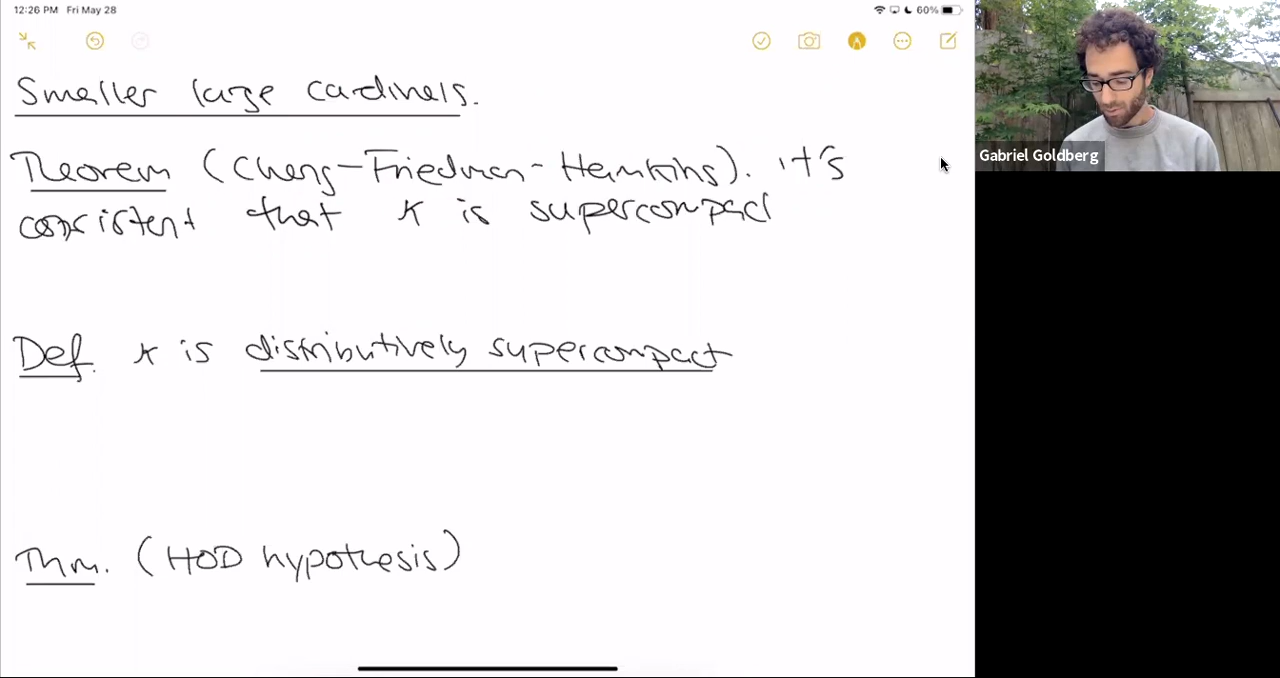 12:26 PM Fri May 28
60%
Smaller large cardinals.
Theorem (Cheng-Friedman-Hamkins). it's
consistent that κ is supercompact
Def. κ is distributively supercompact
Thm. (HOD hypothesis)
Gabriel Goldberg